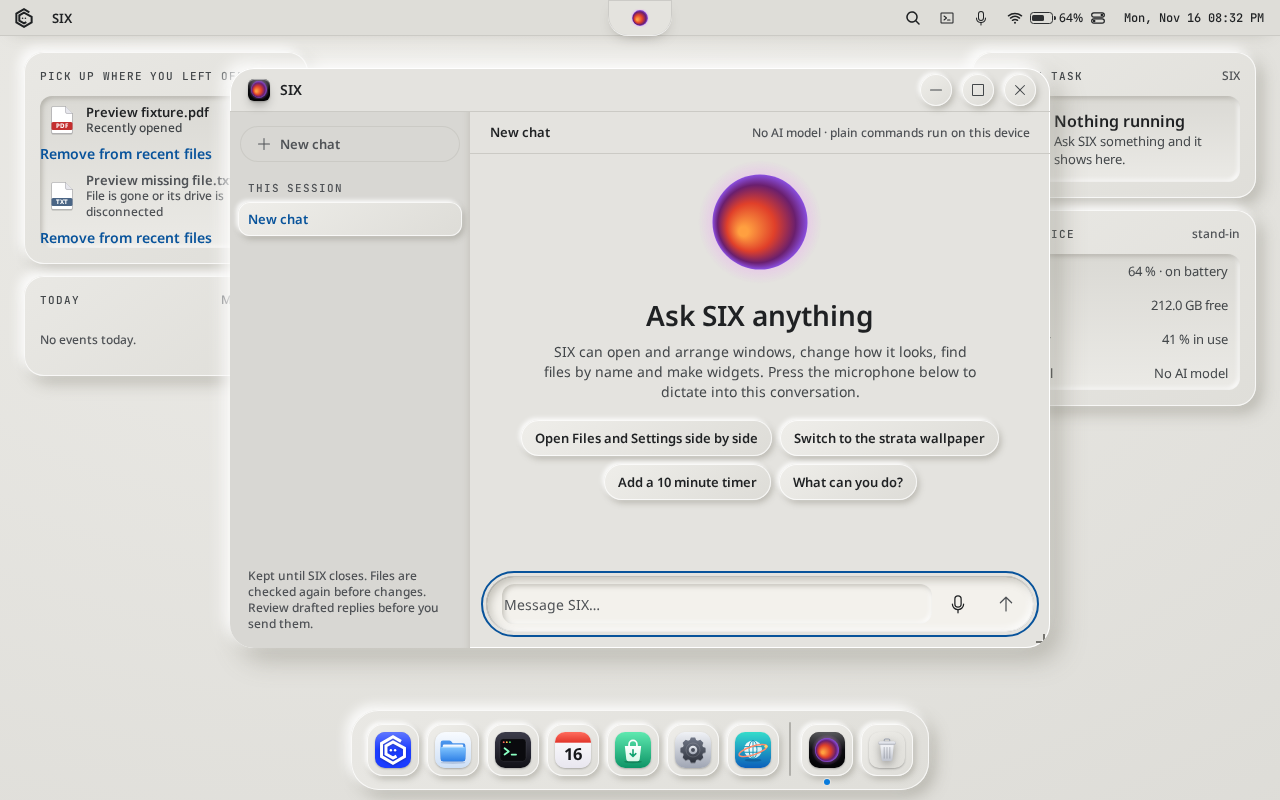 SIX
64%
Mon, Nov 16 08:32 PM
PICK UP WHERE YOU LEFT
Preview fixture.pdf
Recently opened
Remove from recent files
Preview missing file.tx
File is gone or its drive is
disconnected
Remove from recent files
TODAY
No events today.
SIX
New chat
THIS SESSION
New chat
Kept until SIX closes. Files are
checked again before changes.
Review drafted replies before you
send them.
New chat
No AI model · plain commands run on this device
Ask SIX anything
SIX can open and arrange windows, change how it looks, find
files by name and make widgets. Press the microphone below to
dictate into this conversation.
Open Files and Settings side by side
Switch to the strata wallpaper
Add a 10 minute timer
What can you do?
Message SIX...
TASK
SIX
Nothing running
Ask SIX something and it
shows here.
ICE
stand-in
64 % · on battery
212.0 GB free
41 % in use
No AI model
PDF
TXT
16